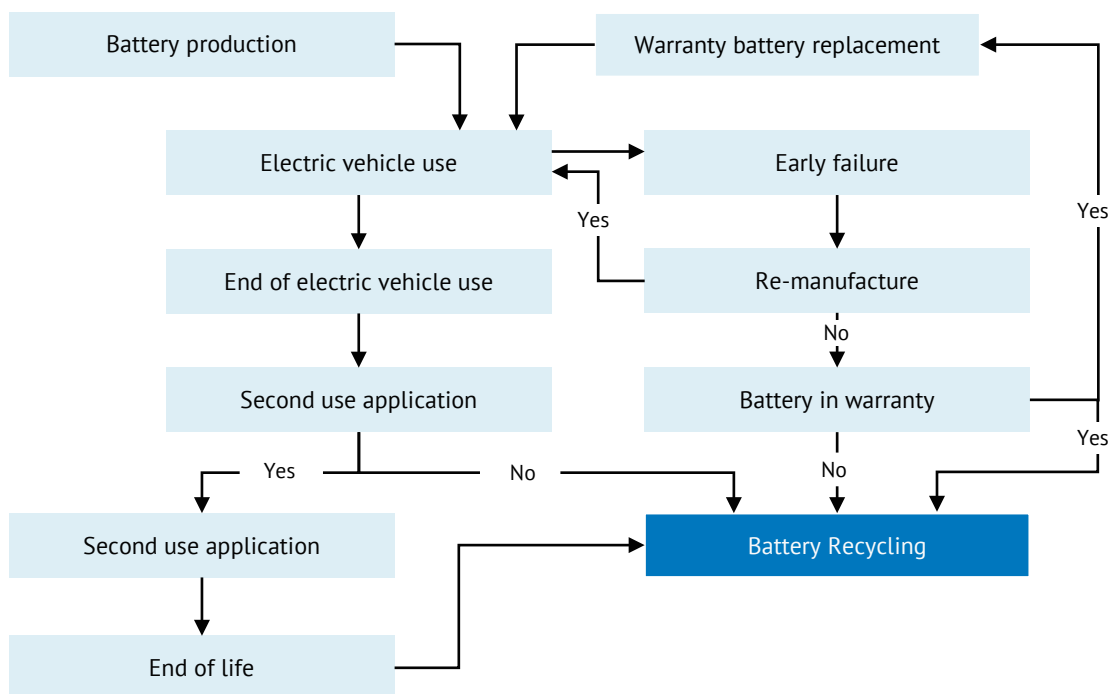 Battery production
Warranty battery replacement
Electric vehicle use
Early failure
Yes
Yes
End of electric vehicle use
Re-manufacture
No
Second use application
Battery in warranty
Yes
Yes
No
No
Second use application
Battery Recycling
End of life